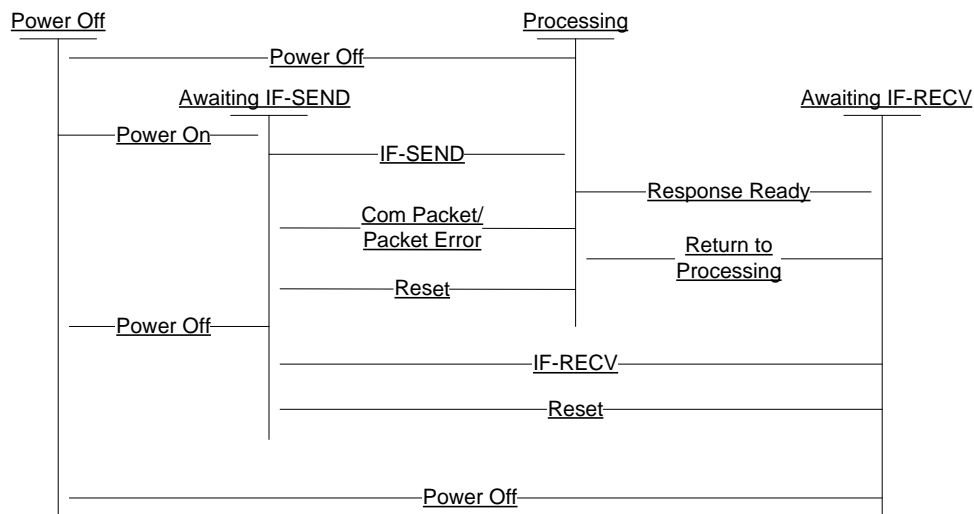 Power Off
Processing
Power Off
Awaiting IF-SEND
Awaiting IF-RECV
Power On
IF-SEND
Response Ready
Com Packet/
Packet Error
Return to
Processing
Reset
Power Off
IF-RECV
Reset
Power Off